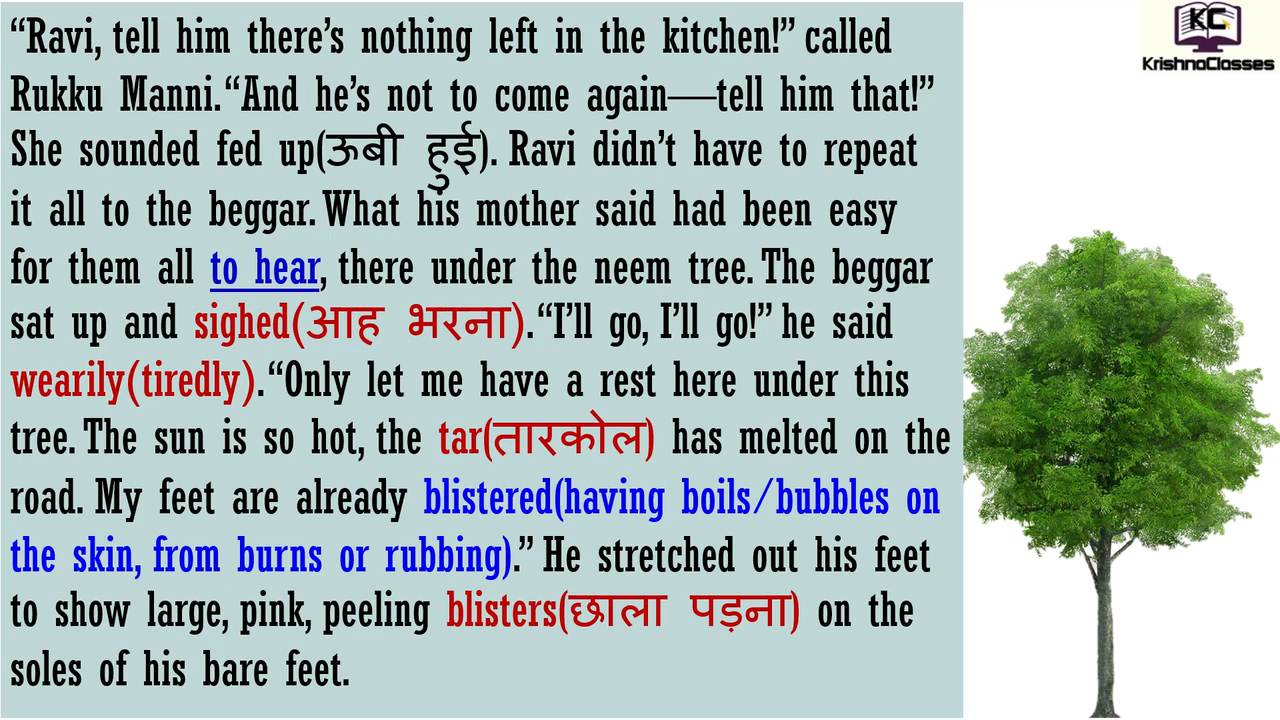 “Ravi, tell him there’s nothing left in the kitchen!” called
Rukku Manni. “And he’s not to come again—tell him that!”
She sounded fed up(ऊबी हुई). Ravi didn’t have to repeat
it all to the beggar. What his mother said had been easy
for them all to hear, there under the neem tree. The beggar
sat up and sighed(आह भरना). “I’ll go, I’ll go!” he said
wearily(tiredly). “Only let me have a rest here under this
tree. The sun is so hot, the tar(तारकोल) has melted on the
road. My feet are already blistered(having boils/bubbles on
the skin, from burns or rubbing).” He stretched out his feet
to show large, pink, peeling blisters(छाला पड़ना) on the
soles of his bare feet.
KC
KrishnaClasses